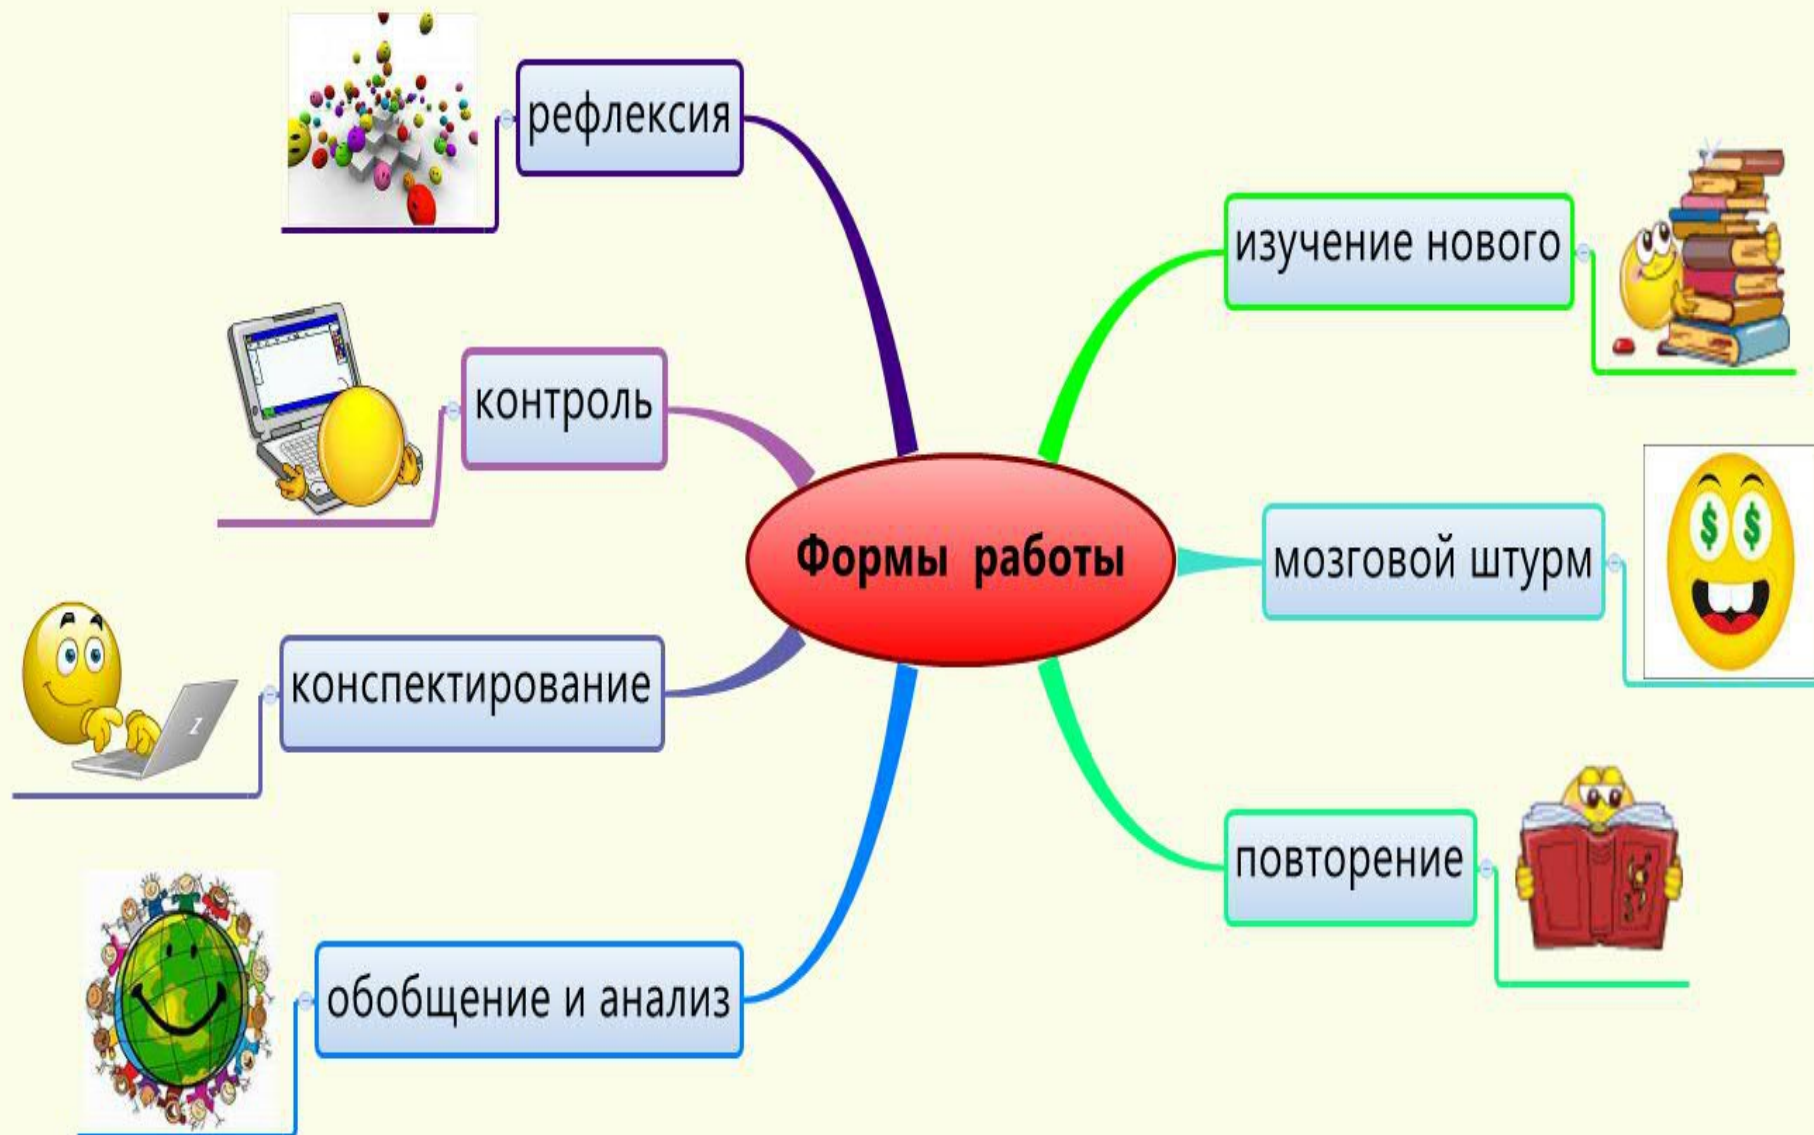 рефлексия
изучение нового
контроль
Формы работы
мозговой штурм
конспектирование
повторение
обобщение и анализ